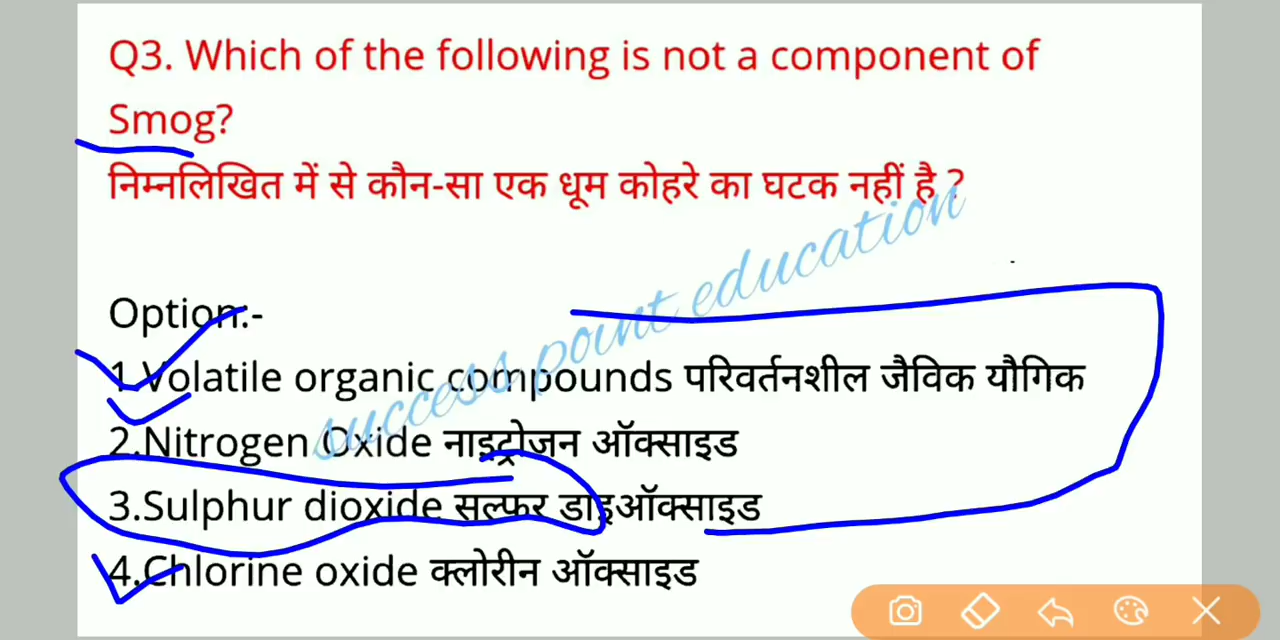 Q3. Which of the following is not a component of
Smog?
निम्नलिखित में से कौन-सा एक धूम कोहरे का घटक नहीं है ?
success point education
Option:-
1.Volatile organic compounds परिवर्तनशील जैविक यौगिक
2.Nitrogen Oxide नाइट्रोजन ऑक्साइड
3.Sulphur dioxide सल्फर डाइऑक्साइड
4.Chlorine oxide क्लोरीन ऑक्साइड